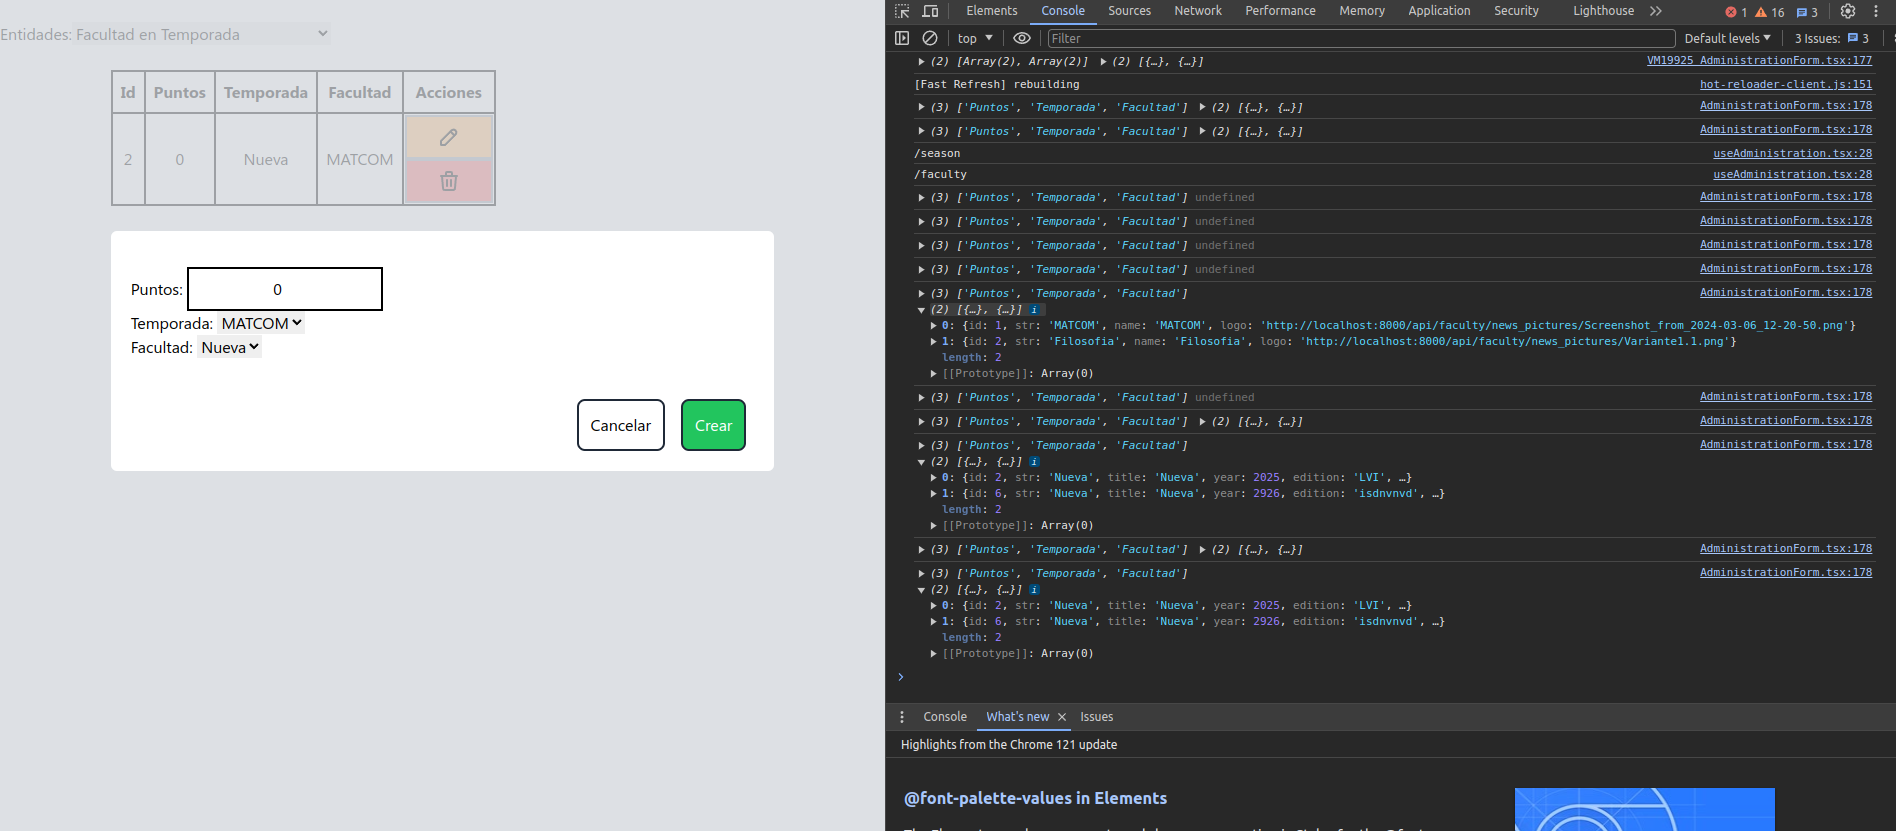 Entidades: Facultad en Temporada
Id Puntos Temporada Facultad Acciones
2 0 Nueva MATCOM
Puntos: 0
Temporada: MATCOM
Facultad: Nueva
Cancelar Crear
Elements Console Sources Network Performance Memory Application Security Lighthouse 1 16 3
top Filter Default levels 3 Issues: 3
(2) [Array(2), Array(2)] (2) [{…}, {…}] VM19925 AdministrationForm.tsx:177
[Fast Refresh] rebuilding hot-reloader-client.js:151
(3) ['Puntos', 'Temporada', 'Facultad'] (2) [{…}, {…}] AdministrationForm.tsx:178
(3) ['Puntos', 'Temporada', 'Facultad'] (2) [{…}, {…}] AdministrationForm.tsx:178
/season useAdministration.tsx:28
/faculty useAdministration.tsx:28
(3) ['Puntos', 'Temporada', 'Facultad'] undefined AdministrationForm.tsx:178
(3) ['Puntos', 'Temporada', 'Facultad'] undefined AdministrationForm.tsx:178
(3) ['Puntos', 'Temporada', 'Facultad'] undefined AdministrationForm.tsx:178
(3) ['Puntos', 'Temporada', 'Facultad'] undefined AdministrationForm.tsx:178
(3) ['Puntos', 'Temporada', 'Facultad'] AdministrationForm.tsx:178
(2) [{…}, {…}] i
0: {id: 1, str: 'MATCOM', name: 'MATCOM', logo: 'http://localhost:8000/api/faculty/news_pictures/Screenshot_from_2024-03-06_12-20-50.png'}
1: {id: 2, str: 'Filosofia', name: 'Filosofia', logo: 'http://localhost:8000/api/faculty/news_pictures/Variante1.1.png'}
length: 2
[[Prototype]]: Array(0)
(3) ['Puntos', 'Temporada', 'Facultad'] undefined AdministrationForm.tsx:178
(3) ['Puntos', 'Temporada', 'Facultad'] (2) [{…}, {…}] AdministrationForm.tsx:178
(3) ['Puntos', 'Temporada', 'Facultad'] AdministrationForm.tsx:178
(2) [{…}, {…}] i
0: {id: 2, str: 'Nueva', title: 'Nueva', year: 2025, edition: 'LVI', …}
1: {id: 6, str: 'Nueva', title: 'Nueva', year: 2926, edition: 'isdnvnvd', …}
length: 2
[[Prototype]]: Array(0)
(3) ['Puntos', 'Temporada', 'Facultad'] (2) [{…}, {…}] AdministrationForm.tsx:178
(3) ['Puntos', 'Temporada', 'Facultad'] AdministrationForm.tsx:178
(2) [{…}, {…}] i
0: {id: 2, str: 'Nueva', title: 'Nueva', year: 2025, edition: 'LVI', …}
1: {id: 6, str: 'Nueva', title: 'Nueva', year: 2926, edition: 'isdnvnvd', …}
length: 2
[[Prototype]]: Array(0)
Console What's new Issues
Highlights from the Chrome 121 update
@font-palette-values in Elements